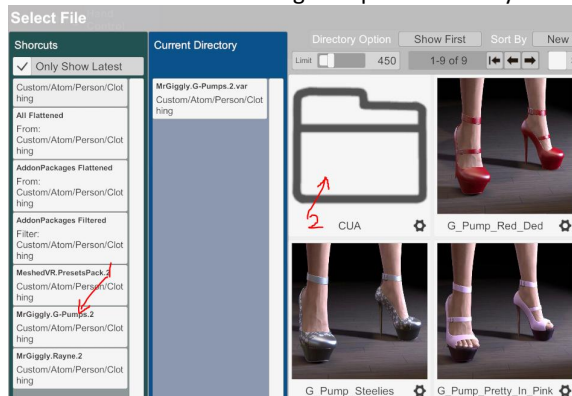 Select File
Shorcuts
Only Show Latest
Custom/Atom/Person/Clot
hing
All Flattened
From:
Custom/Atom/Person/Clot
hing
AddonPackages Flattened
From:
Custom/Atom/Person/Clot
hing
AddonPackages Filtered
Filter:
Custom/Atom/Person/Clot
hing
MeshedVR.PresetsPack.2
Custom/Atom/Person/Clot
hing
MrGiggly.G-Pumps.2
Custom/Atom/Person/Clot
hing
MrGiggly.Rayne.2
Custom/Atom/Person/Clot
hing
1
Current Directory
MrGiggly.G-Pumps.2.var
Custom/Atom/Person/Clot
hing
Directory Option Show First Sort By New
Limit 450 1-9 of 9
2
CUA
G_Pump_Red_Ded
G_Pump_Steelies
G_Pump_Pretty_In_Pink